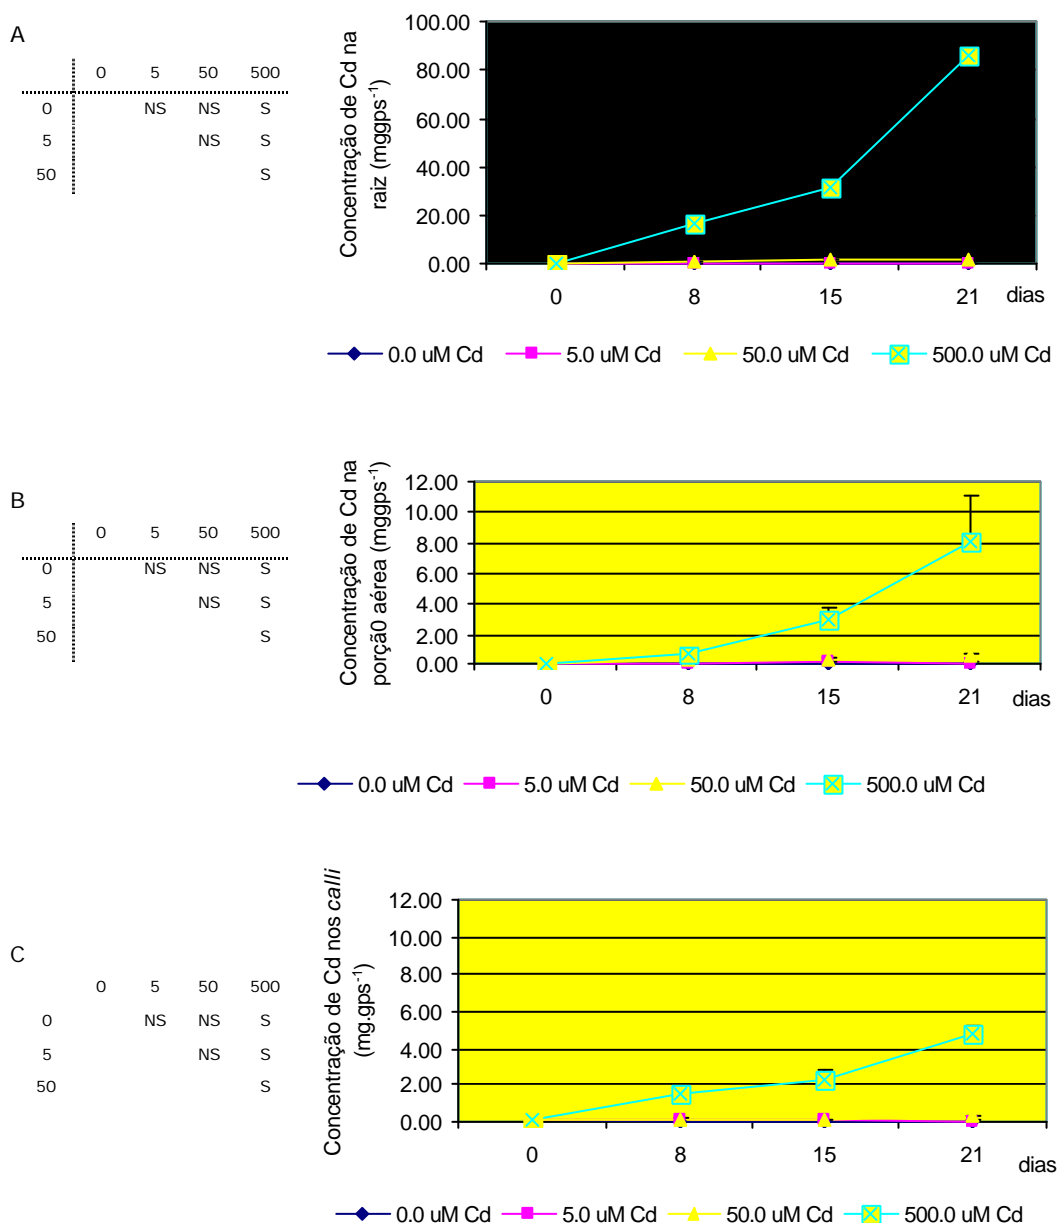 A
0 5 50 500
0 NS NS S
5 NS S
50 S
Concentração de Cd na
raiz (mggps⁻¹)
100.00
80.00
60.00
40.00
20.00
0.00
0 8 15 21 dias
0.0 uM Cd 5.0 uM Cd 50.0 uM Cd 500.0 uM Cd
B
0 5 50 500
0 NS NS S
5 NS S
50 S
Concentração de Cd na
porçã0 aérea (mggps⁻¹)
12.00
10.00
8.00
6.00
4.00
2.00
0.00
0 8 15 21 dias
0.0 uM Cd 5.0 uM Cd 50.0 uM Cd 500.0 uM Cd
C
0 5 50 500
0 NS NS S
5 NS S
50 S
Concentração de Cd nos calli
(mg.gps⁻¹)
12.00
10.00
8.00
6.00
4.00
2.00
0.00
0 8 15 21 dias
0.0 uM Cd 5.0 uM Cd 50.0 uM Cd 500.0 uM Cd